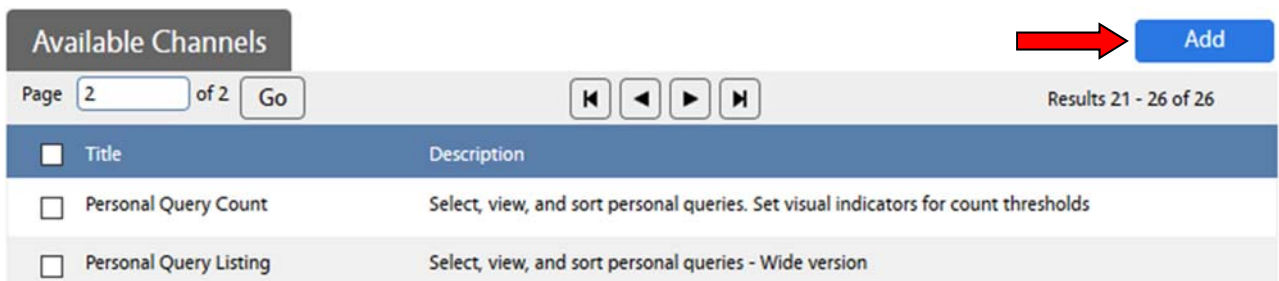 Available Channels
Add
Page 2 of 2 Go
Results 21 - 26 of 26
Title Description
Personal Query Count Select, view, and sort personal queries. Set visual indicators for count thresholds
Personal Query Listing Select, view, and sort personal queries - Wide version